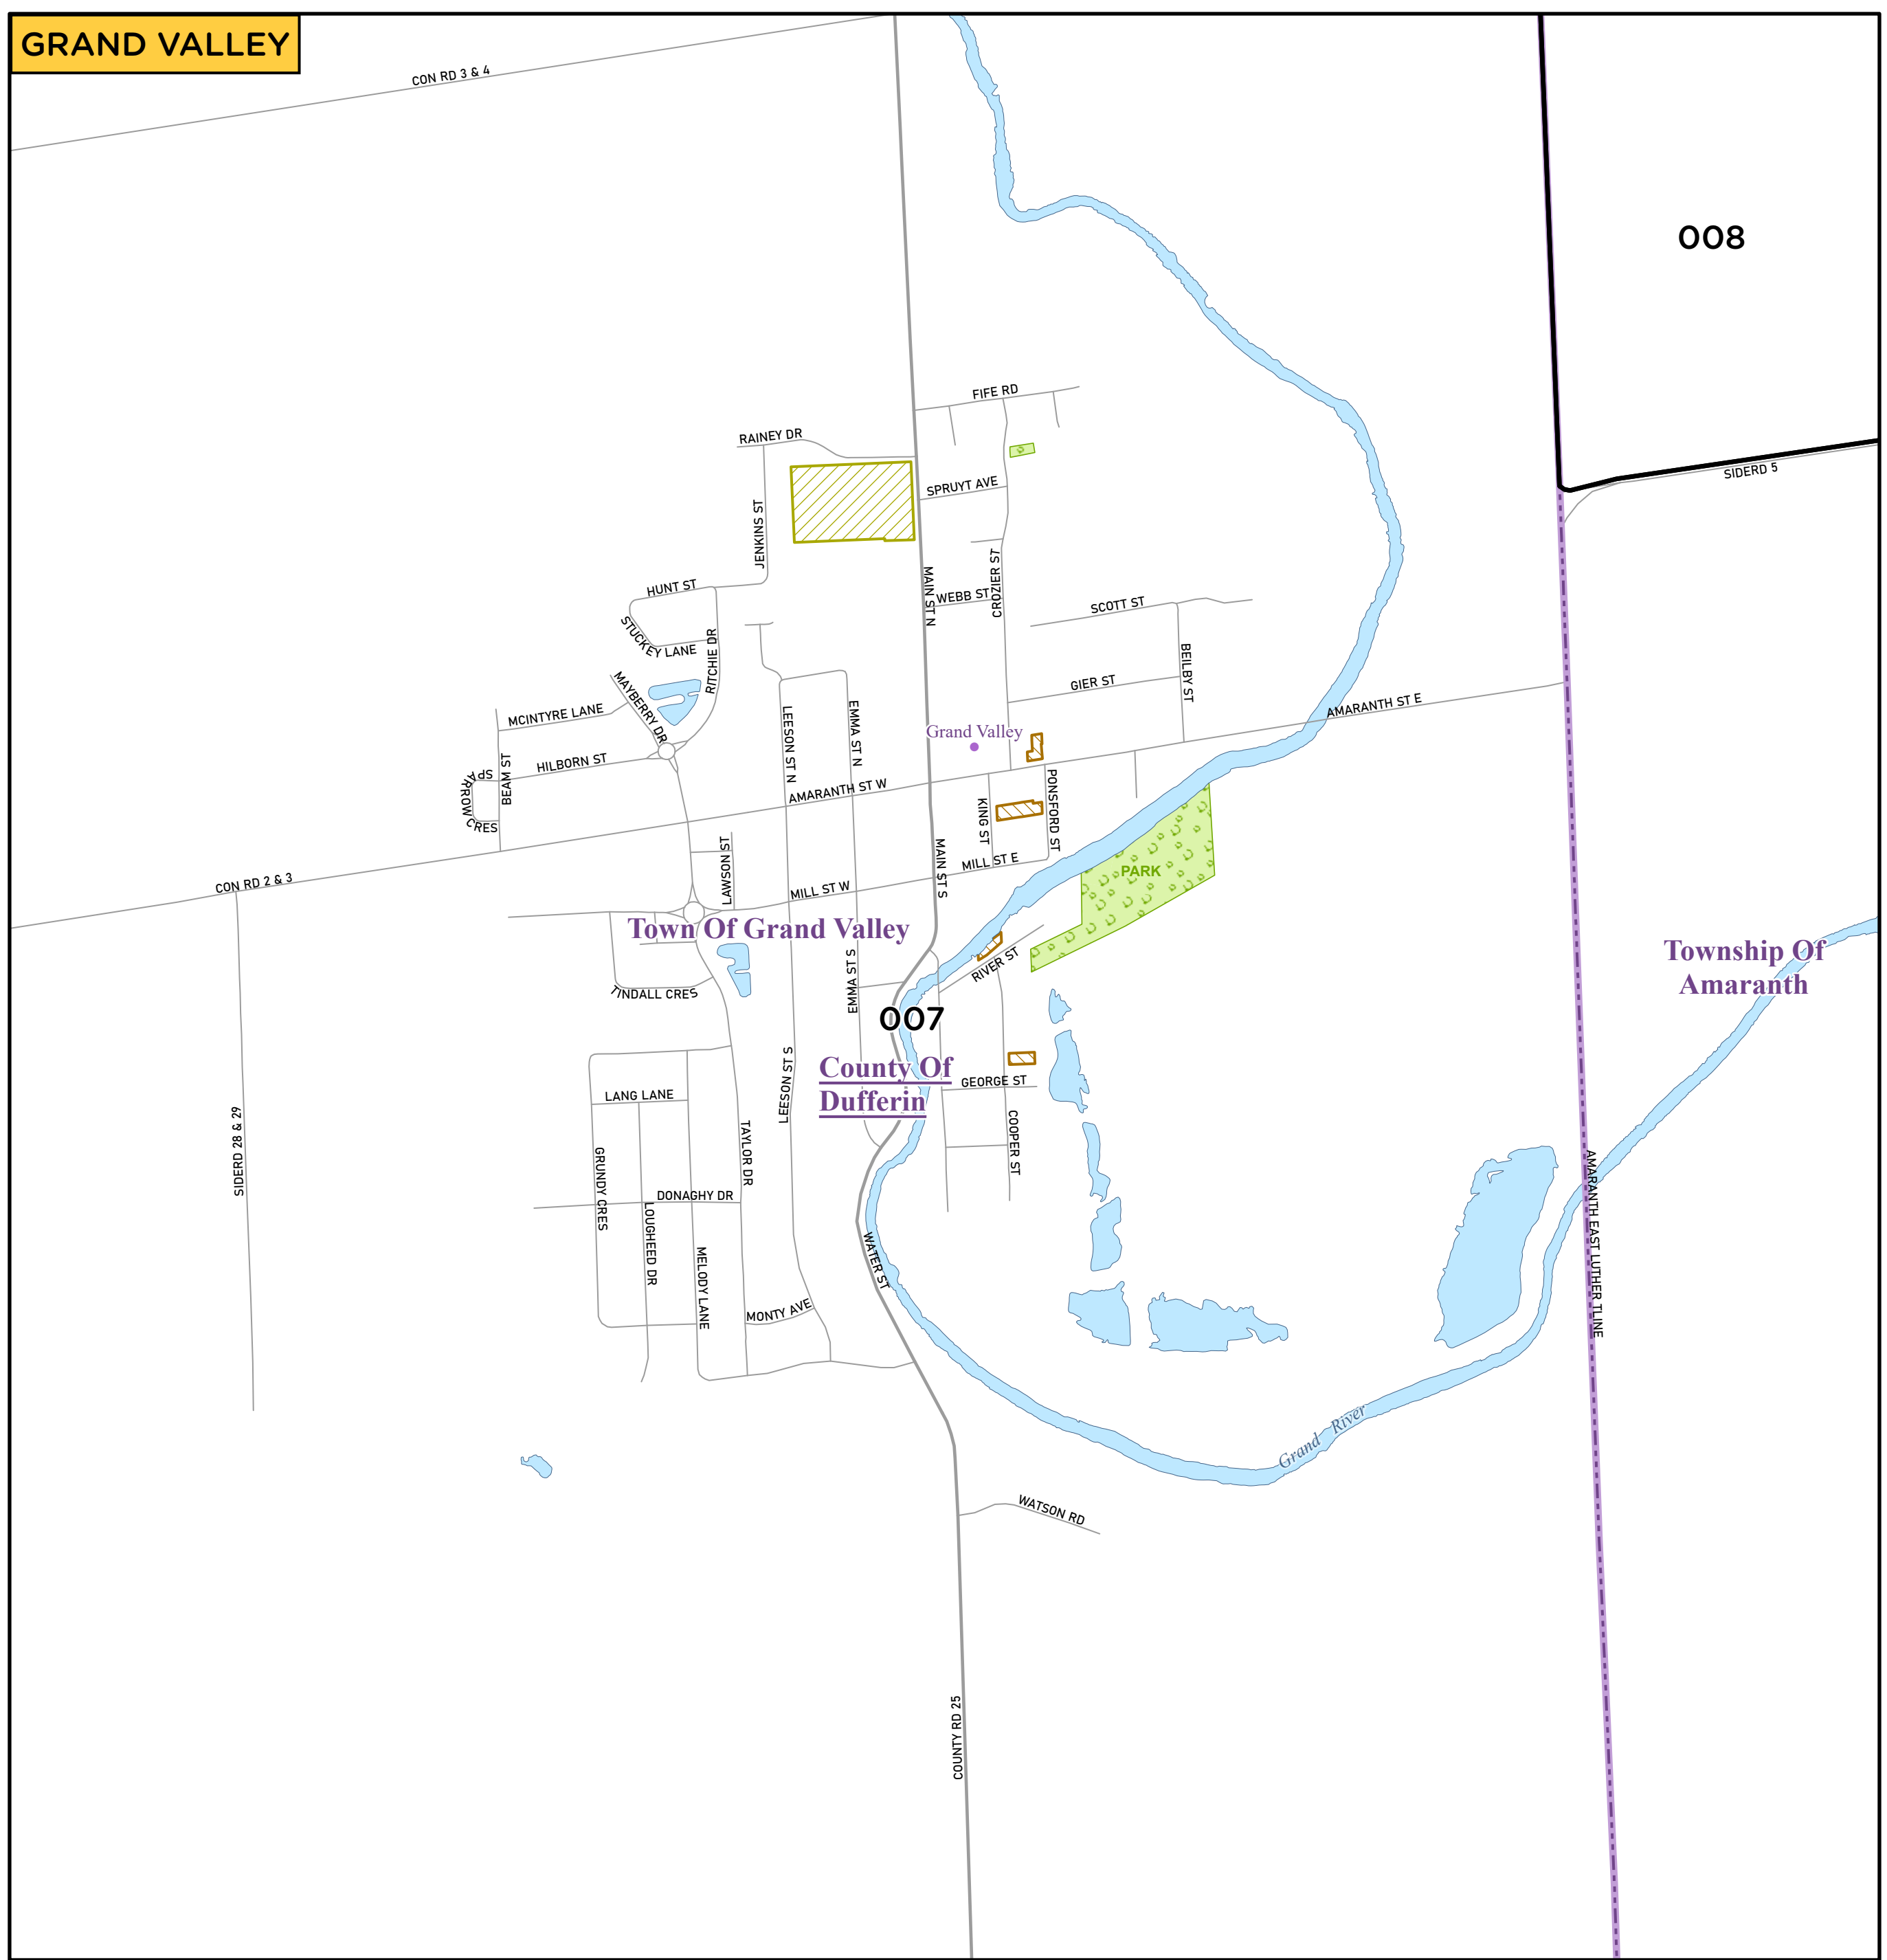 GRAND VALLEY
CON RD 3 & 4
008
SIDERD 5
FIFE RD
RAINEY DR
SPRUYT AVE
JENKINS ST
MAIN ST N
WEBB ST
CROZIER ST
HUNT ST
STUCKEY LANE
RITCHIE DR
SCOTT ST
BEILBY ST
GIER ST
AMARANTH ST E
MAYBERRY DR
MCINTYRE LANE
HILBORN ST
BEAM ST
SPARROW CRES
LEESON ST N
EMMA ST N
Grand Valley
AMARANTH ST W
KING ST
PONSFORD ST
MAIN ST S
MILL ST E
MILL ST W
LAWSON ST
PARK
CON RD 2 & 3
Town Of Grand Valley
Township Of
Amaranth
RIVER ST
EMMA ST S
TINDALL CRES
007
County Of
Dufferin
GEORGE ST
COOPER ST
LEESON ST S
LANG LANE
TAYLOR DR
GRUNDY CRES
DONAGHY DR
LOUGHEED DR
MELODY LANE
MONTY AVE
WATER ST
SIDERD 28 & 29
AMARANTH EAST LUTHER TLINE
Grand River
WATSON RD
COUNTY RD 25